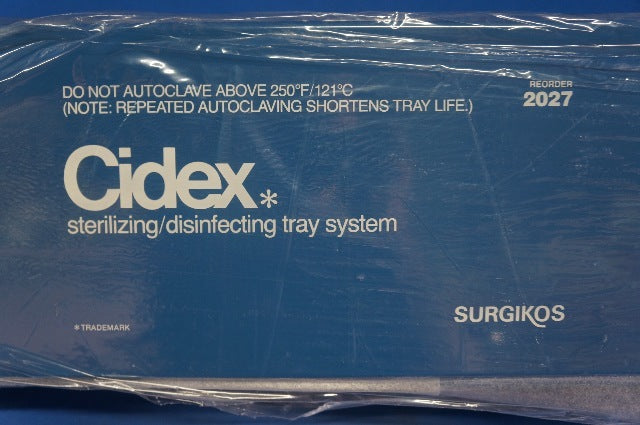 DO NOT AUTOCLAVE ABOVE 250°F/121°C
(NOTE: REPEATED AUTOCLAVING SHORTENS TRAY LIFE.)
REORDER
2027
Cidex*
sterilizing/disinfecting tray system
* TRADEMARK
SURGIKOS